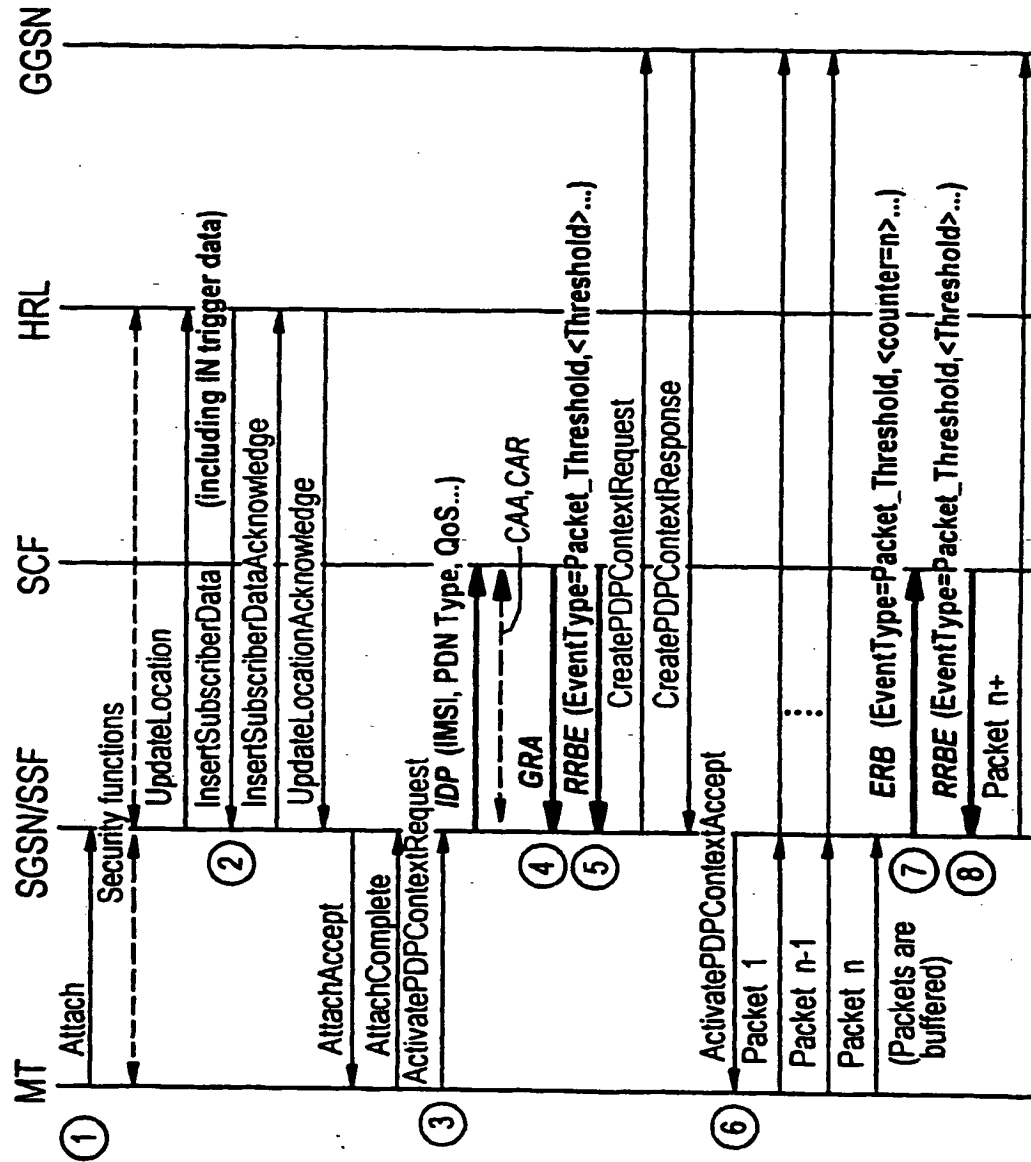 MT SGSN/SSF SCF HRL GGSN
1
Attach
Security functions
UpdateLocation
2
InsertSubscriberData (including IN trigger data)
InsertSubscriberDataAcknowledge
UpdateLocationAcknowledge
AttachAccept
AttachComplete
3
ActivatePDPContextRequest
IDP (IMSI, PDN Type, QoS...)
CAA, CAR
4
GRA
5
RRBE (EventType=Packet_Threshold,<Threshold>...)
CreatePDPContextRequest
CreatePDPContextResponse
6
ActivatePDPContextAccept
Packet 1
Packet n-1
.....
Packet n
(Packets are
buffered)
7
ERB (EventType=Packet_Threshold,<counter=n>...)
8
RRBE (EventType=Packet_Threshold,<Threshold>...)
Packet n+